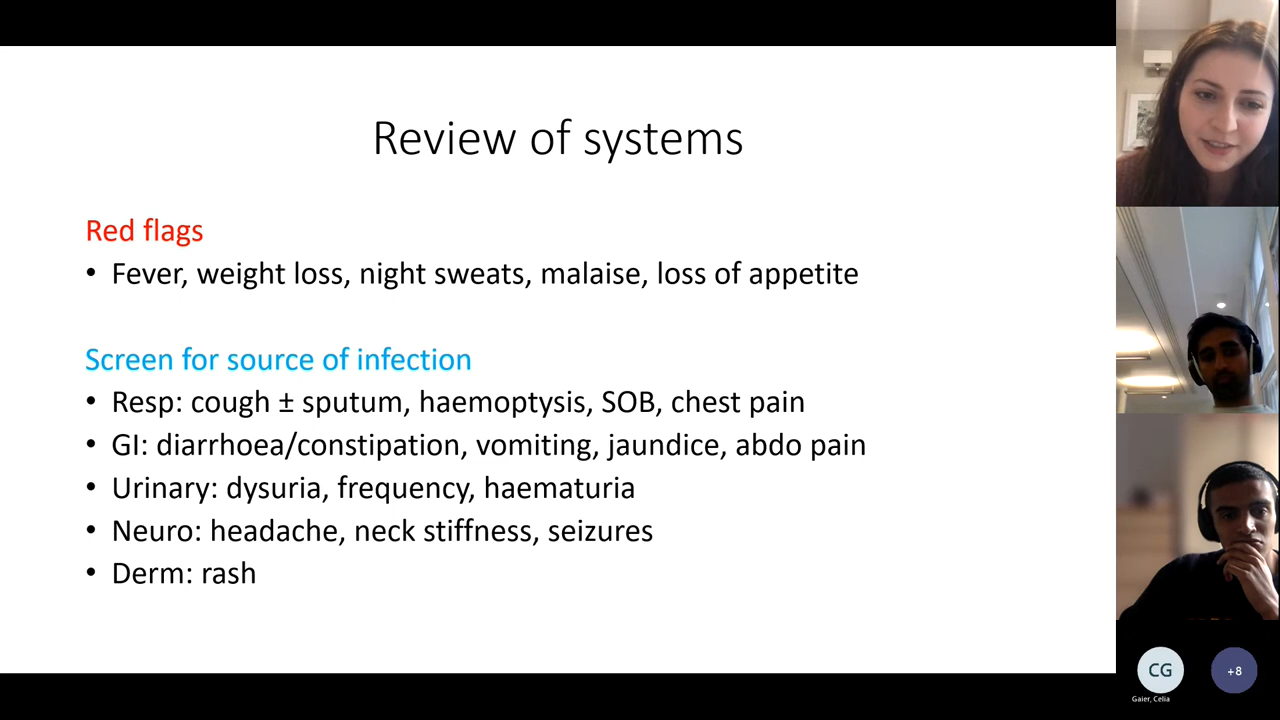 Review of systems
Red flags
• Fever, weight loss, night sweats, malaise, loss of appetite
Screen for source of infection
• Resp: cough ± sputum, haemoptysis, SOB, chest pain
• GI: diarrhoea/constipation, vomiting, jaundice, abdo pain
• Urinary: dysuria, frequency, haematuria
• Neuro: headache, neck stiffness, seizures
• Derm: rash
CG
+8
Gaier, Celia